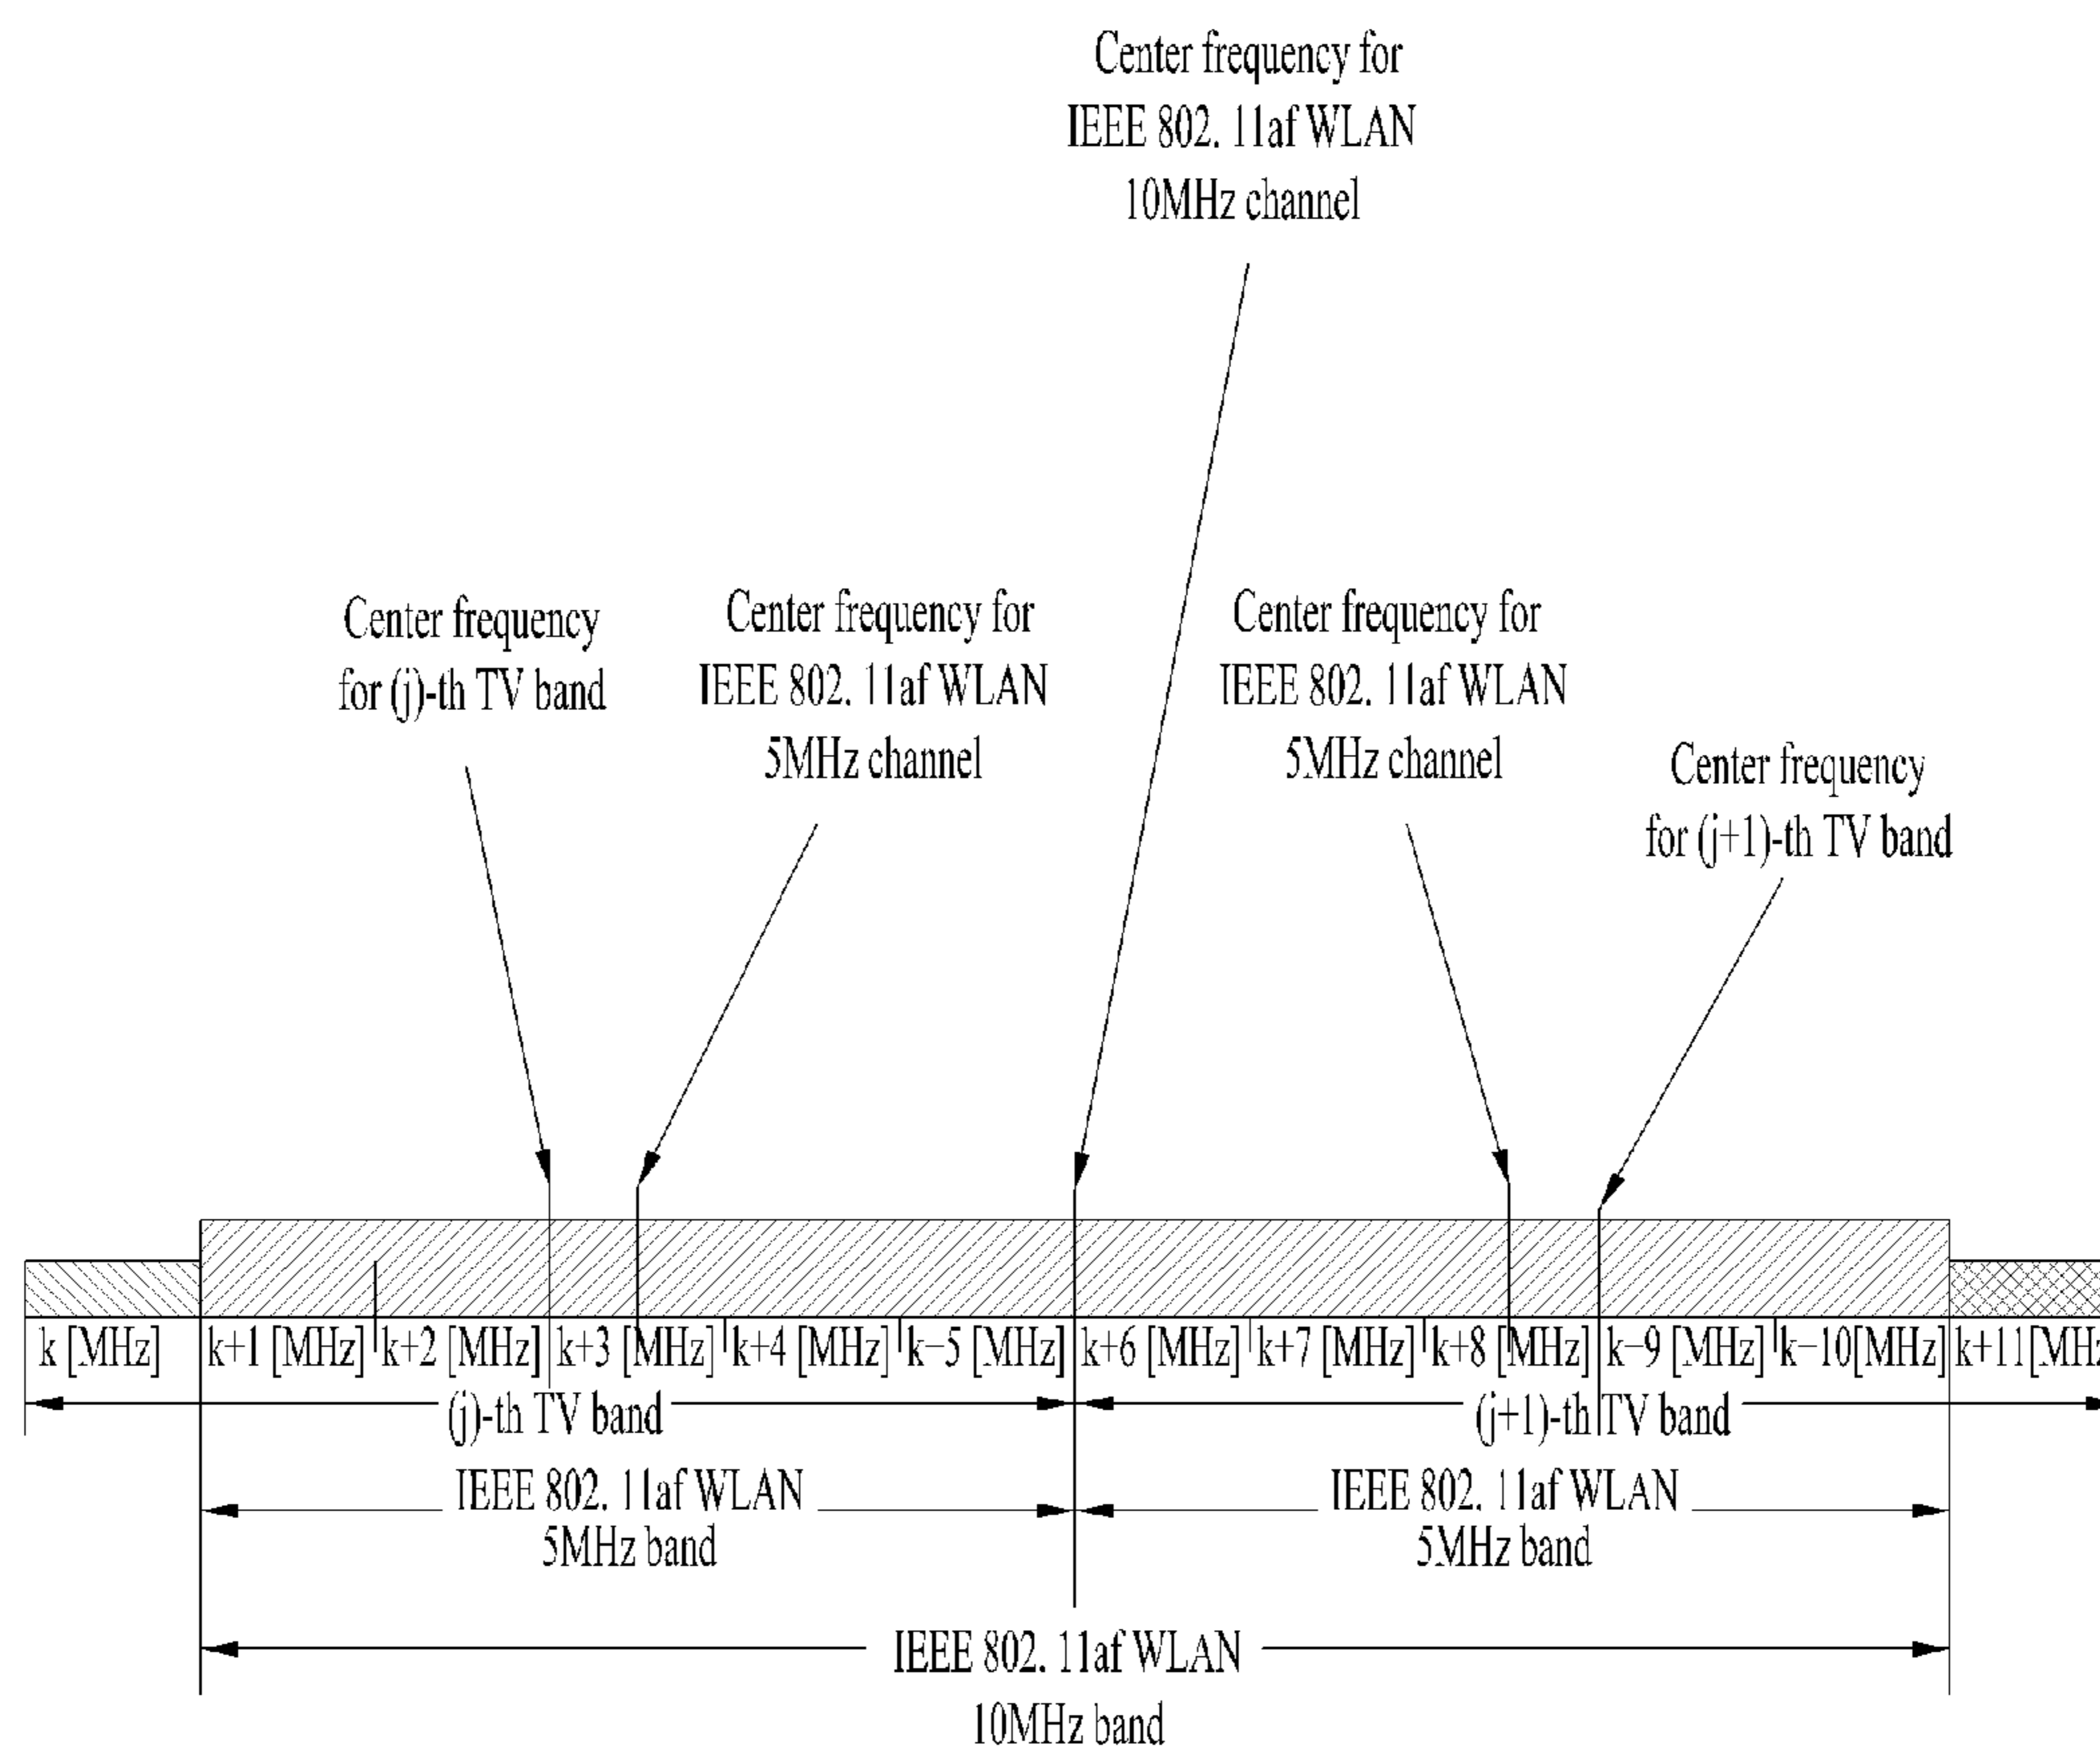 Center frequency for
IEEE 802. 11af WLAN
10MHz channel
Center frequency
for (j)-th TV band
Center frequency for
IEEE 802. 11af WLAN
5MHz channel
Center frequency for
IEEE 802. 11af WLAN
5MHz channel
Center frequency
for (j+1)-th TV band
k [MHz] k+1 [MHz] k+2 [MHz] k+3 [MHz] k+4 [MHz] k−5 [MHz] k+6 [MHz] k+7 [MHz] k+8 [MHz] k−9 [MHz] k−10[MHz] k+11[MHz
(j)-th TV band (j+1)-th TV band
IEEE 802. 11af WLAN
5MHz band
IEEE 802. 11af WLAN
5MHz band
IEEE 802. 11af WLAN
10MHz band